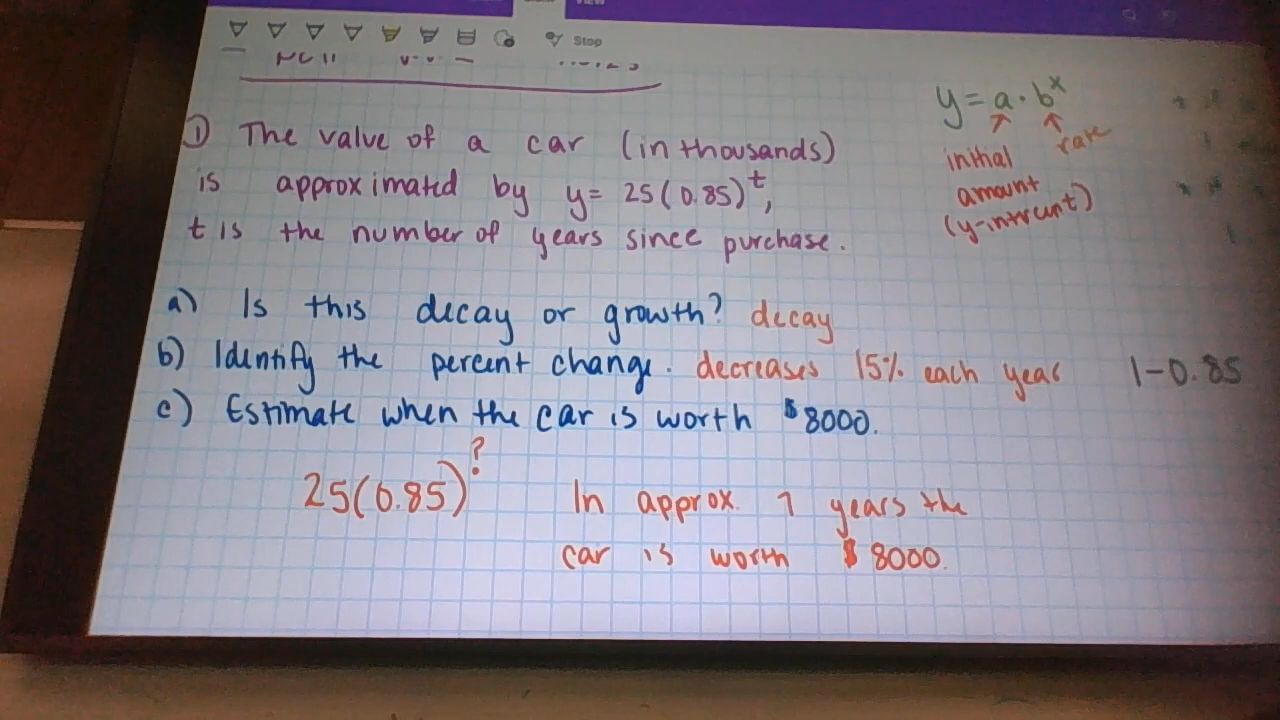 VIEW
Stop
y = a · b^x
initial
rate
amount
① The value of a car (in thousands)
is approximated by y = 25(0.85)^t,
t is the number of years since purchase.
a) Is this decay or growth? decay
b) Identify the percent change. decreases 15% each year 1-0.85
c) Estimate when the car is worth $8000.
25(0.85)^?
In approx. 7 years the
car is worth $8000.